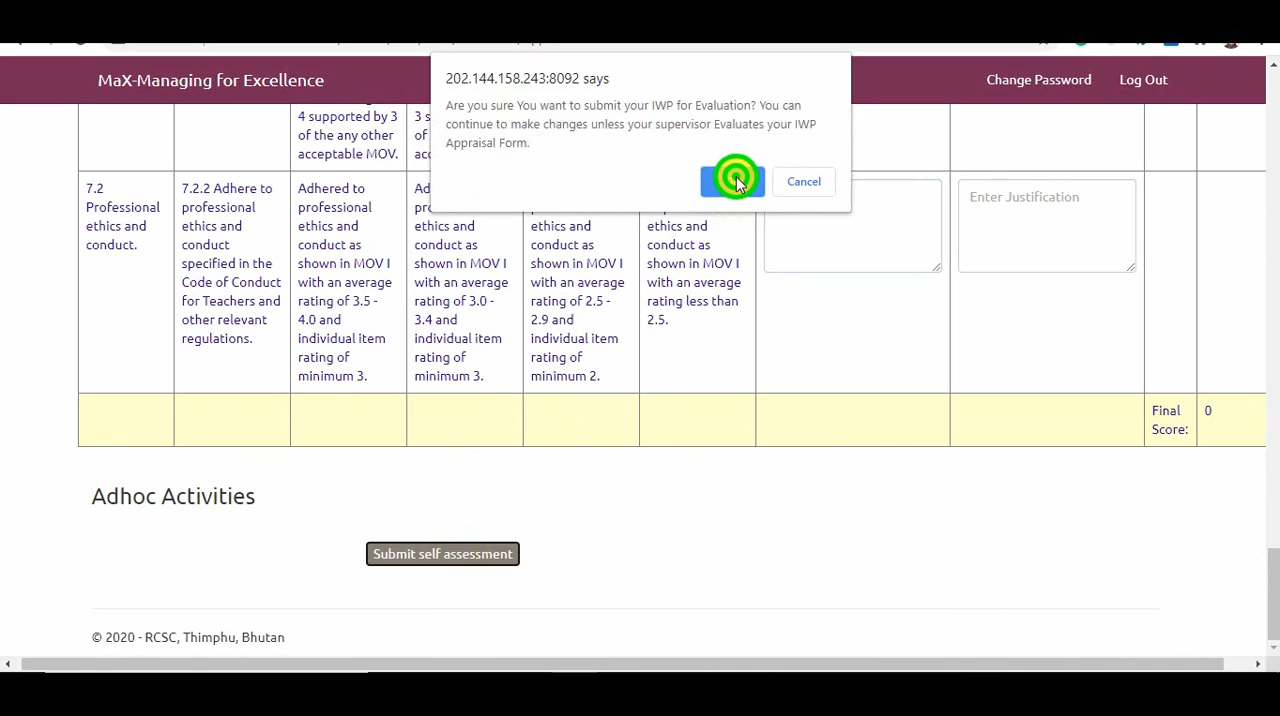 MaX-Managing for Excellence
Change Password
Log Out
202.144.158.243:8092 says
Are you sure You want to submit your IWP for Evaluation? You can
continue to make changes unless your supervisor Evaluates your IWP
Appraisal Form.
Cancel
4 supported by 3
of the any other
acceptable MOV.
7.2
Professional
ethics and
conduct.
7.2.2 Adhere to
professional
ethics and
conduct
specified in the
Code of Conduct
for Teachers and
other relevant
regulations.
Adhered to
professional
ethics and
conduct as
shown in MOV I
with an average
rating of 3.5 -
4.0 and
individual item
rating of
minimum 3.
ethics and
conduct as
shown in MOV I
with an average
rating of 3.0 -
3.4 and
individual item
rating of
minimum 3.
ethics and
conduct as
shown in MOV I
with an average
rating of 2.5 -
2.9 and
individual item
rating of
minimum 2.
ethics and
conduct as
shown in MOV I
with an average
rating less than
2.5.
Enter Justification
Final
Score:
0
Adhoc Activities
Submit self assessment
© 2020 - RCSC, Thimphu, Bhutan